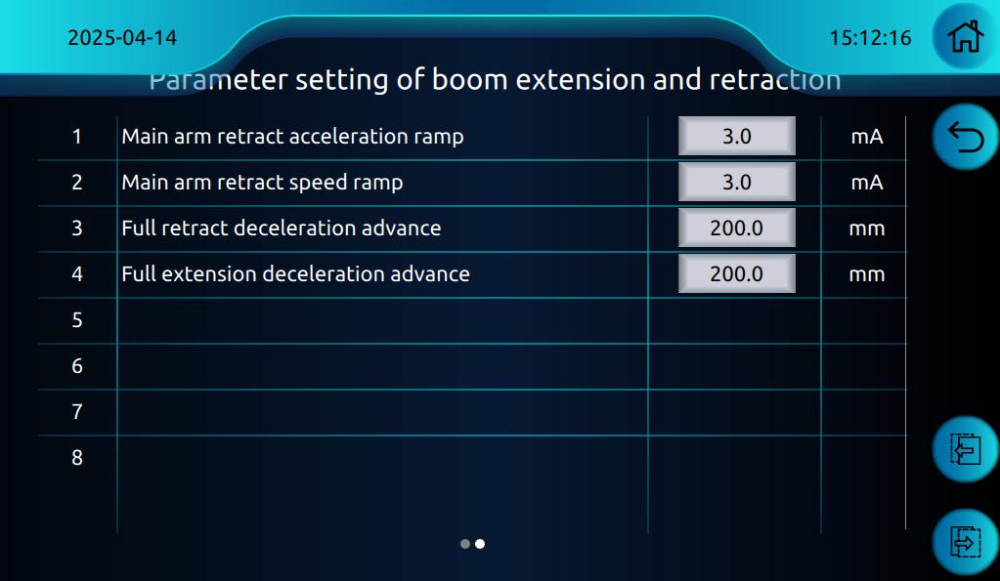 2025-04-14
15:12:16
Parameter setting of boom extension and retraction
1 Main arm retract acceleration ramp 3.0 mA
2 Main arm retract speed ramp 3.0 mA
3 Full retract deceleration advance 200.0 mm
4 Full extension deceleration advance 200.0 mm
5
6
7
8